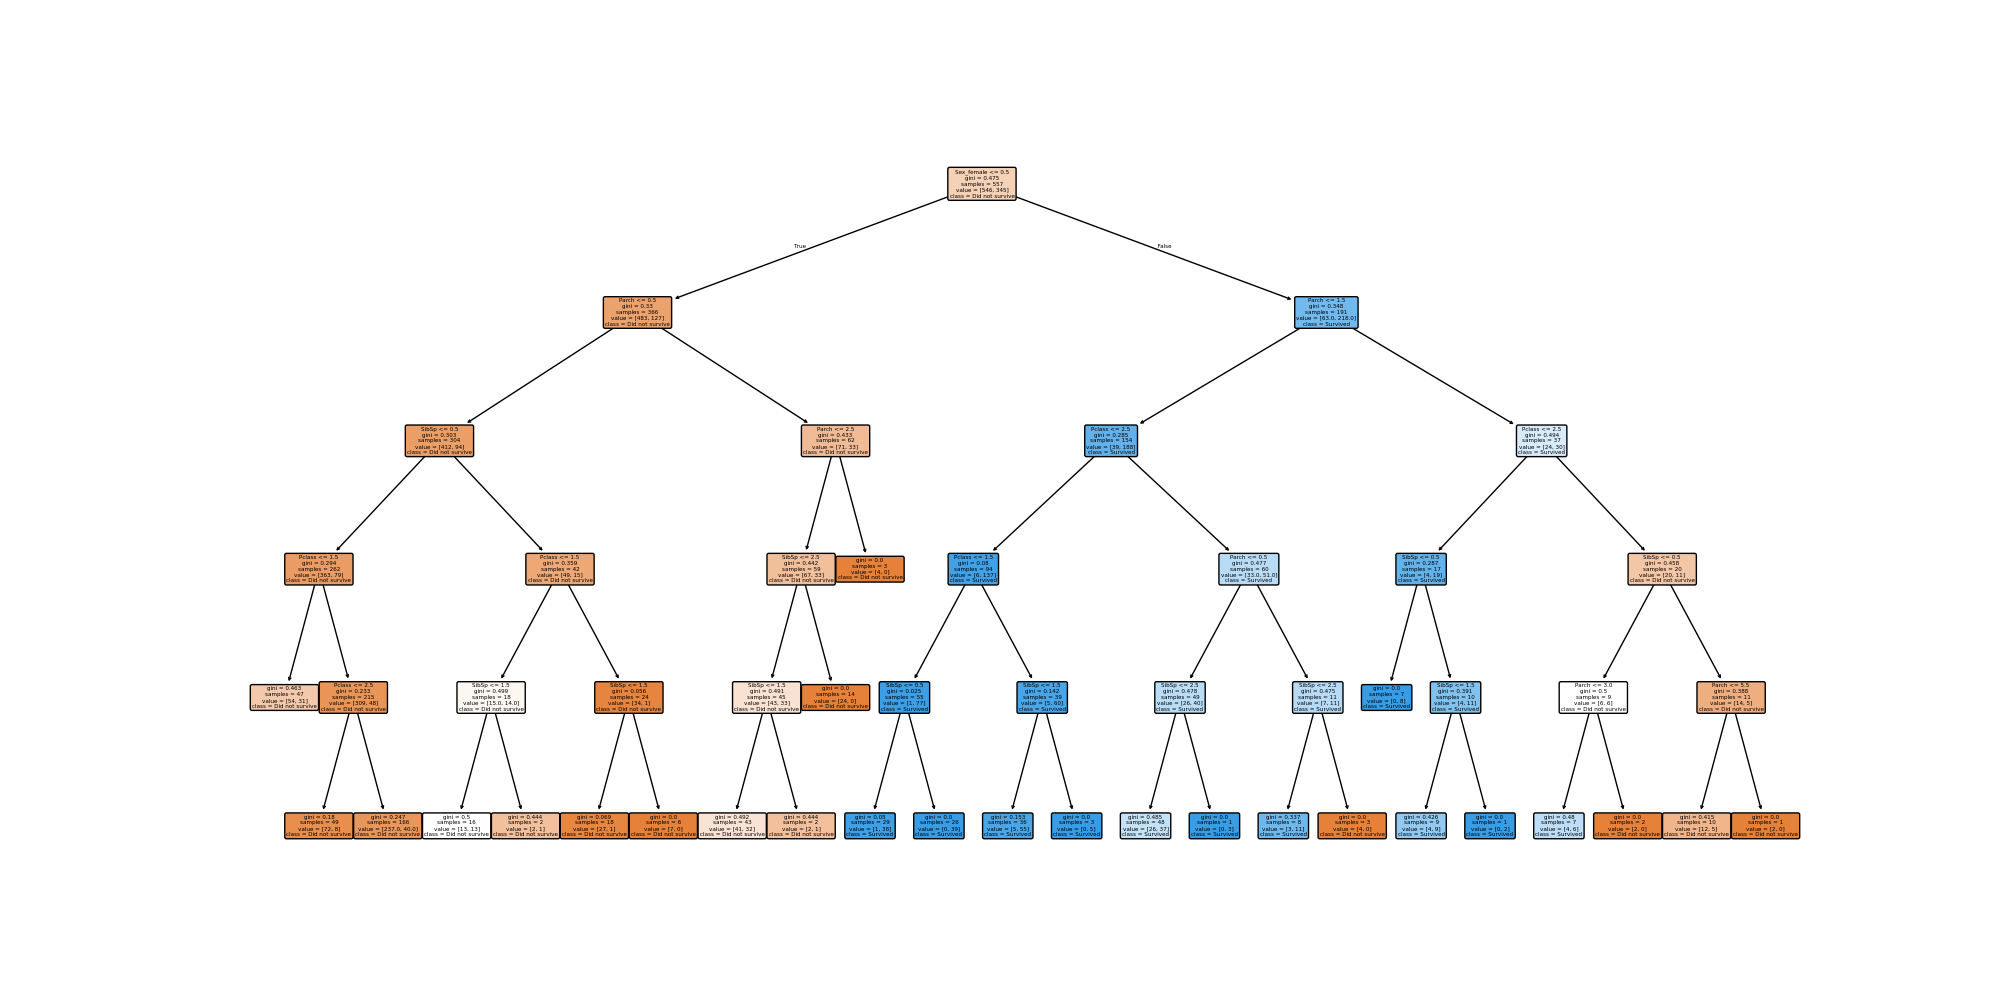 Sex_female <= 0.5
gini = 0.475
samples = 557
value = [546, 345]
class = Did not survive
True
False
Parch <= 0.5
gini = 0.33
samples = 366
value = [483, 127]
class = Did not survive
Parch <= 1.5
gini = 0.348
samples = 191
value = [63.0, 218.0]
class = Survived
SibSp <= 0.5
gini = 0.303
samples = 304
value = [412, 94]
class = Did not survive
Parch <= 2.5
gini = 0.433
samples = 62
value = [71, 33]
class = Did not survive
Pclass <= 2.5
gini = 0.285
samples = 154
value = [39, 188]
class = Survived
Pclass <= 2.5
gini = 0.494
samples = 37
value = [24, 30]
class = Survived
Pclass <= 1.5
gini = 0.294
samples = 262
value = [363, 79]
class = Did not survive
Pclass <= 1.5
gini = 0.359
samples = 42
value = [49, 15]
class = Did not survive
SibSp <= 2.5
gini = 0.442
samples = 59
value = [67, 33]
class = Did not survive
gini = 0.0
samples = 3
value = [4, 0]
class = Did not survive
Pclass <= 1.5
gini = 0.08
samples = 94
value = [6, 137]
class = Survived
Parch <= 0.5
gini = 0.477
samples = 60
value = [33.0, 51.0]
class = Survived
SibSp <= 0.5
gini = 0.287
samples = 17
value = [4, 19]
class = Survived
SibSp <= 0.5
gini = 0.458
samples = 20
value = [20, 11]
class = Did not survive
gini = 0.463
samples = 47
value = [54, 31]
class = Did not survive
Pclass <= 2.5
gini = 0.233
samples = 215
value = [309, 48]
class = Did not survive
SibSp <= 1.5
gini = 0.499
samples = 18
value = [15.0, 14.0]
class = Did not survive
SibSp <= 1.5
gini = 0.056
samples = 24
value = [34, 1]
class = Did not survive
SibSp <= 1.5
gini = 0.491
samples = 45
value = [43, 33]
class = Did not survive
gini = 0.0
samples = 14
value = [24, 0]
class = Did not survive
SibSp <= 0.5
gini = 0.025
samples = 55
value = [1, 77]
class = Survived
SibSp <= 1.5
gini = 0.142
samples = 39
value = [5, 60]
class = Survived
SibSp <= 2.5
gini = 0.478
samples = 49
value = [26, 40]
class = Survived
SibSp <= 2.5
gini = 0.475
samples = 11
value = [7, 11]
class = Survived
gini = 0.0
samples = 7
value = [0, 8]
class = Survived
SibSp <= 1.5
gini = 0.391
samples = 10
value = [4, 11]
class = Survived
Parch <= 3.0
gini = 0.5
samples = 9
value = [6, 6]
class = Did not survive
Parch <= 5.5
gini = 0.388
samples = 11
value = [14, 5]
class = Did not survive
gini = 0.18
samples = 49
value = [72, 8]
class = Did not survive
gini = 0.247
samples = 166
value = [237.0, 40.0]
class = Did not survive
gini = 0.5
samples = 16
value = [13, 13]
class = Did not survive
gini = 0.444
samples = 2
value = [2, 1]
class = Did not survive
gini = 0.069
samples = 18
value = [27, 1]
class = Did not survive
gini = 0.0
samples = 6
value = [7, 0]
class = Did not survive
gini = 0.492
samples = 43
value = [41, 32]
class = Did not survive
gini = 0.444
samples = 2
value = [2, 1]
class = Did not survive
gini = 0.05
samples = 29
value = [1, 38]
class = Survived
gini = 0.0
samples = 26
value = [0, 39]
class = Survived
gini = 0.153
samples = 36
value = [5, 55]
class = Survived
gini = 0.0
samples = 3
value = [0, 5]
class = Survived
gini = 0.485
samples = 48
value = [26, 37]
class = Survived
gini = 0.0
samples = 1
value = [0, 3]
class = Survived
gini = 0.337
samples = 8
value = [3, 11]
class = Survived
gini = 0.0
samples = 3
value = [4, 0]
class = Did not survive
gini = 0.426
samples = 9
value = [4, 9]
class = Survived
gini = 0.0
samples = 1
value = [0, 2]
class = Survived
gini = 0.48
samples = 7
value = [4, 6]
class = Survived
gini = 0.0
samples = 2
value = [2, 0]
class = Did not survive
gini = 0.415
samples = 10
value = [12, 5]
class = Did not survive
gini = 0.0
samples = 1
value = [2, 0]
class = Did not survive